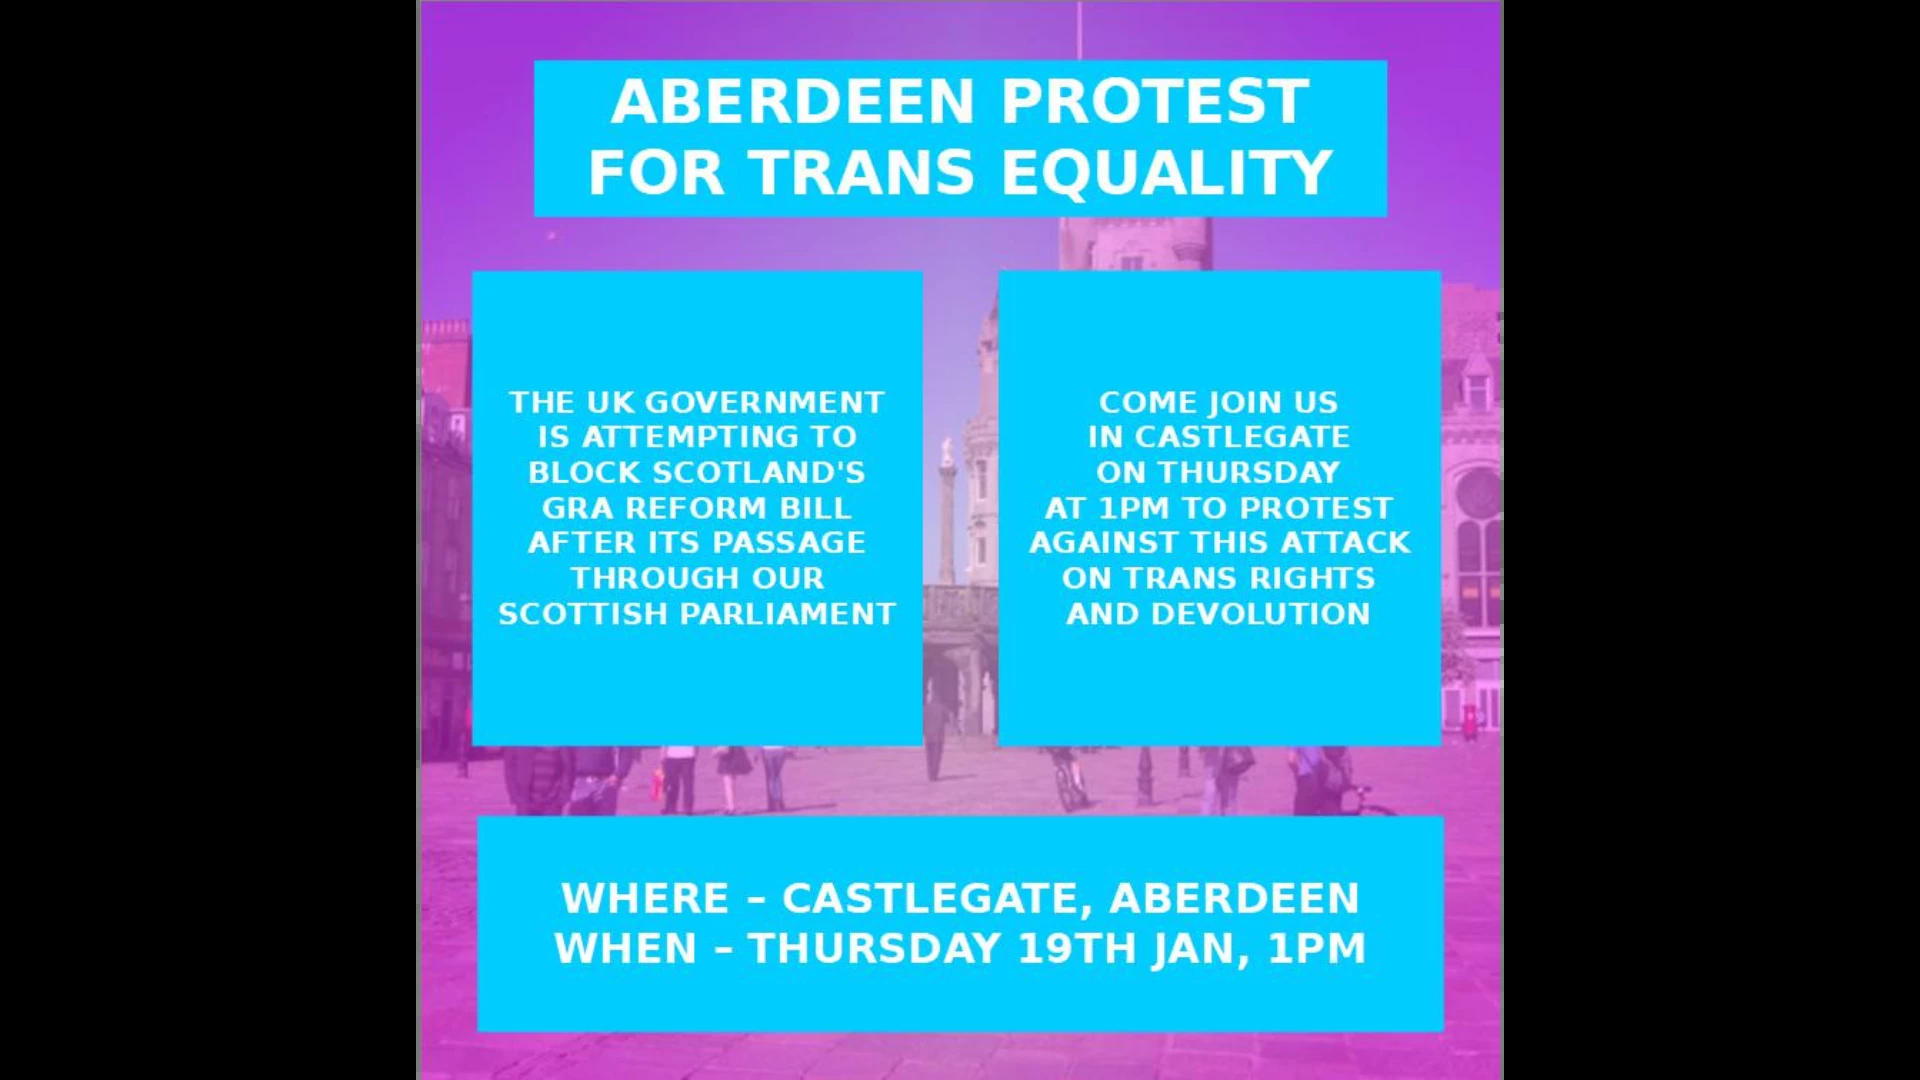 ABERDEEN PROTEST
FOR TRANS EQUALITY
THE UK GOVERNMENT
IS ATTEMPTING TO
BLOCK SCOTLAND'S
GRA REFORM BILL
AFTER ITS PASSAGE
THROUGH OUR
SCOTTISH PARLIAMENT
COME JOIN US
IN CASTLEGATE
ON THURSDAY
AT 1PM TO PROTEST
AGAINST THIS ATTACK
ON TRANS RIGHTS
AND DEVOLUTION
WHERE – CASTLEGATE, ABERDEEN
WHEN – THURSDAY 19TH JAN, 1PM